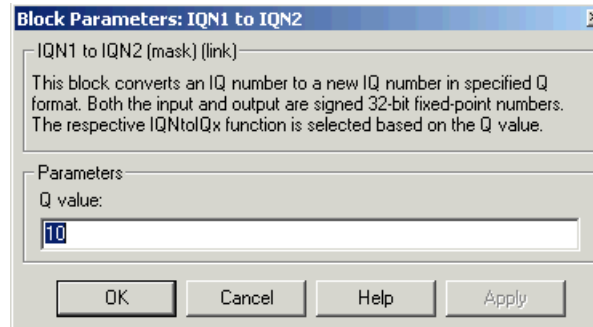 Block Parameters: IQN1 to IQN2
IQN1 to IQN2 (mask) (link)
This block converts an IQ number to a new IQ number in specified Q
format. Both the input and output are signed 32-bit fixed-point numbers.
The respective IQNtoIQx function is selected based on the Q value.
Parameters
Q value:
10
OK Cancel Help Apply